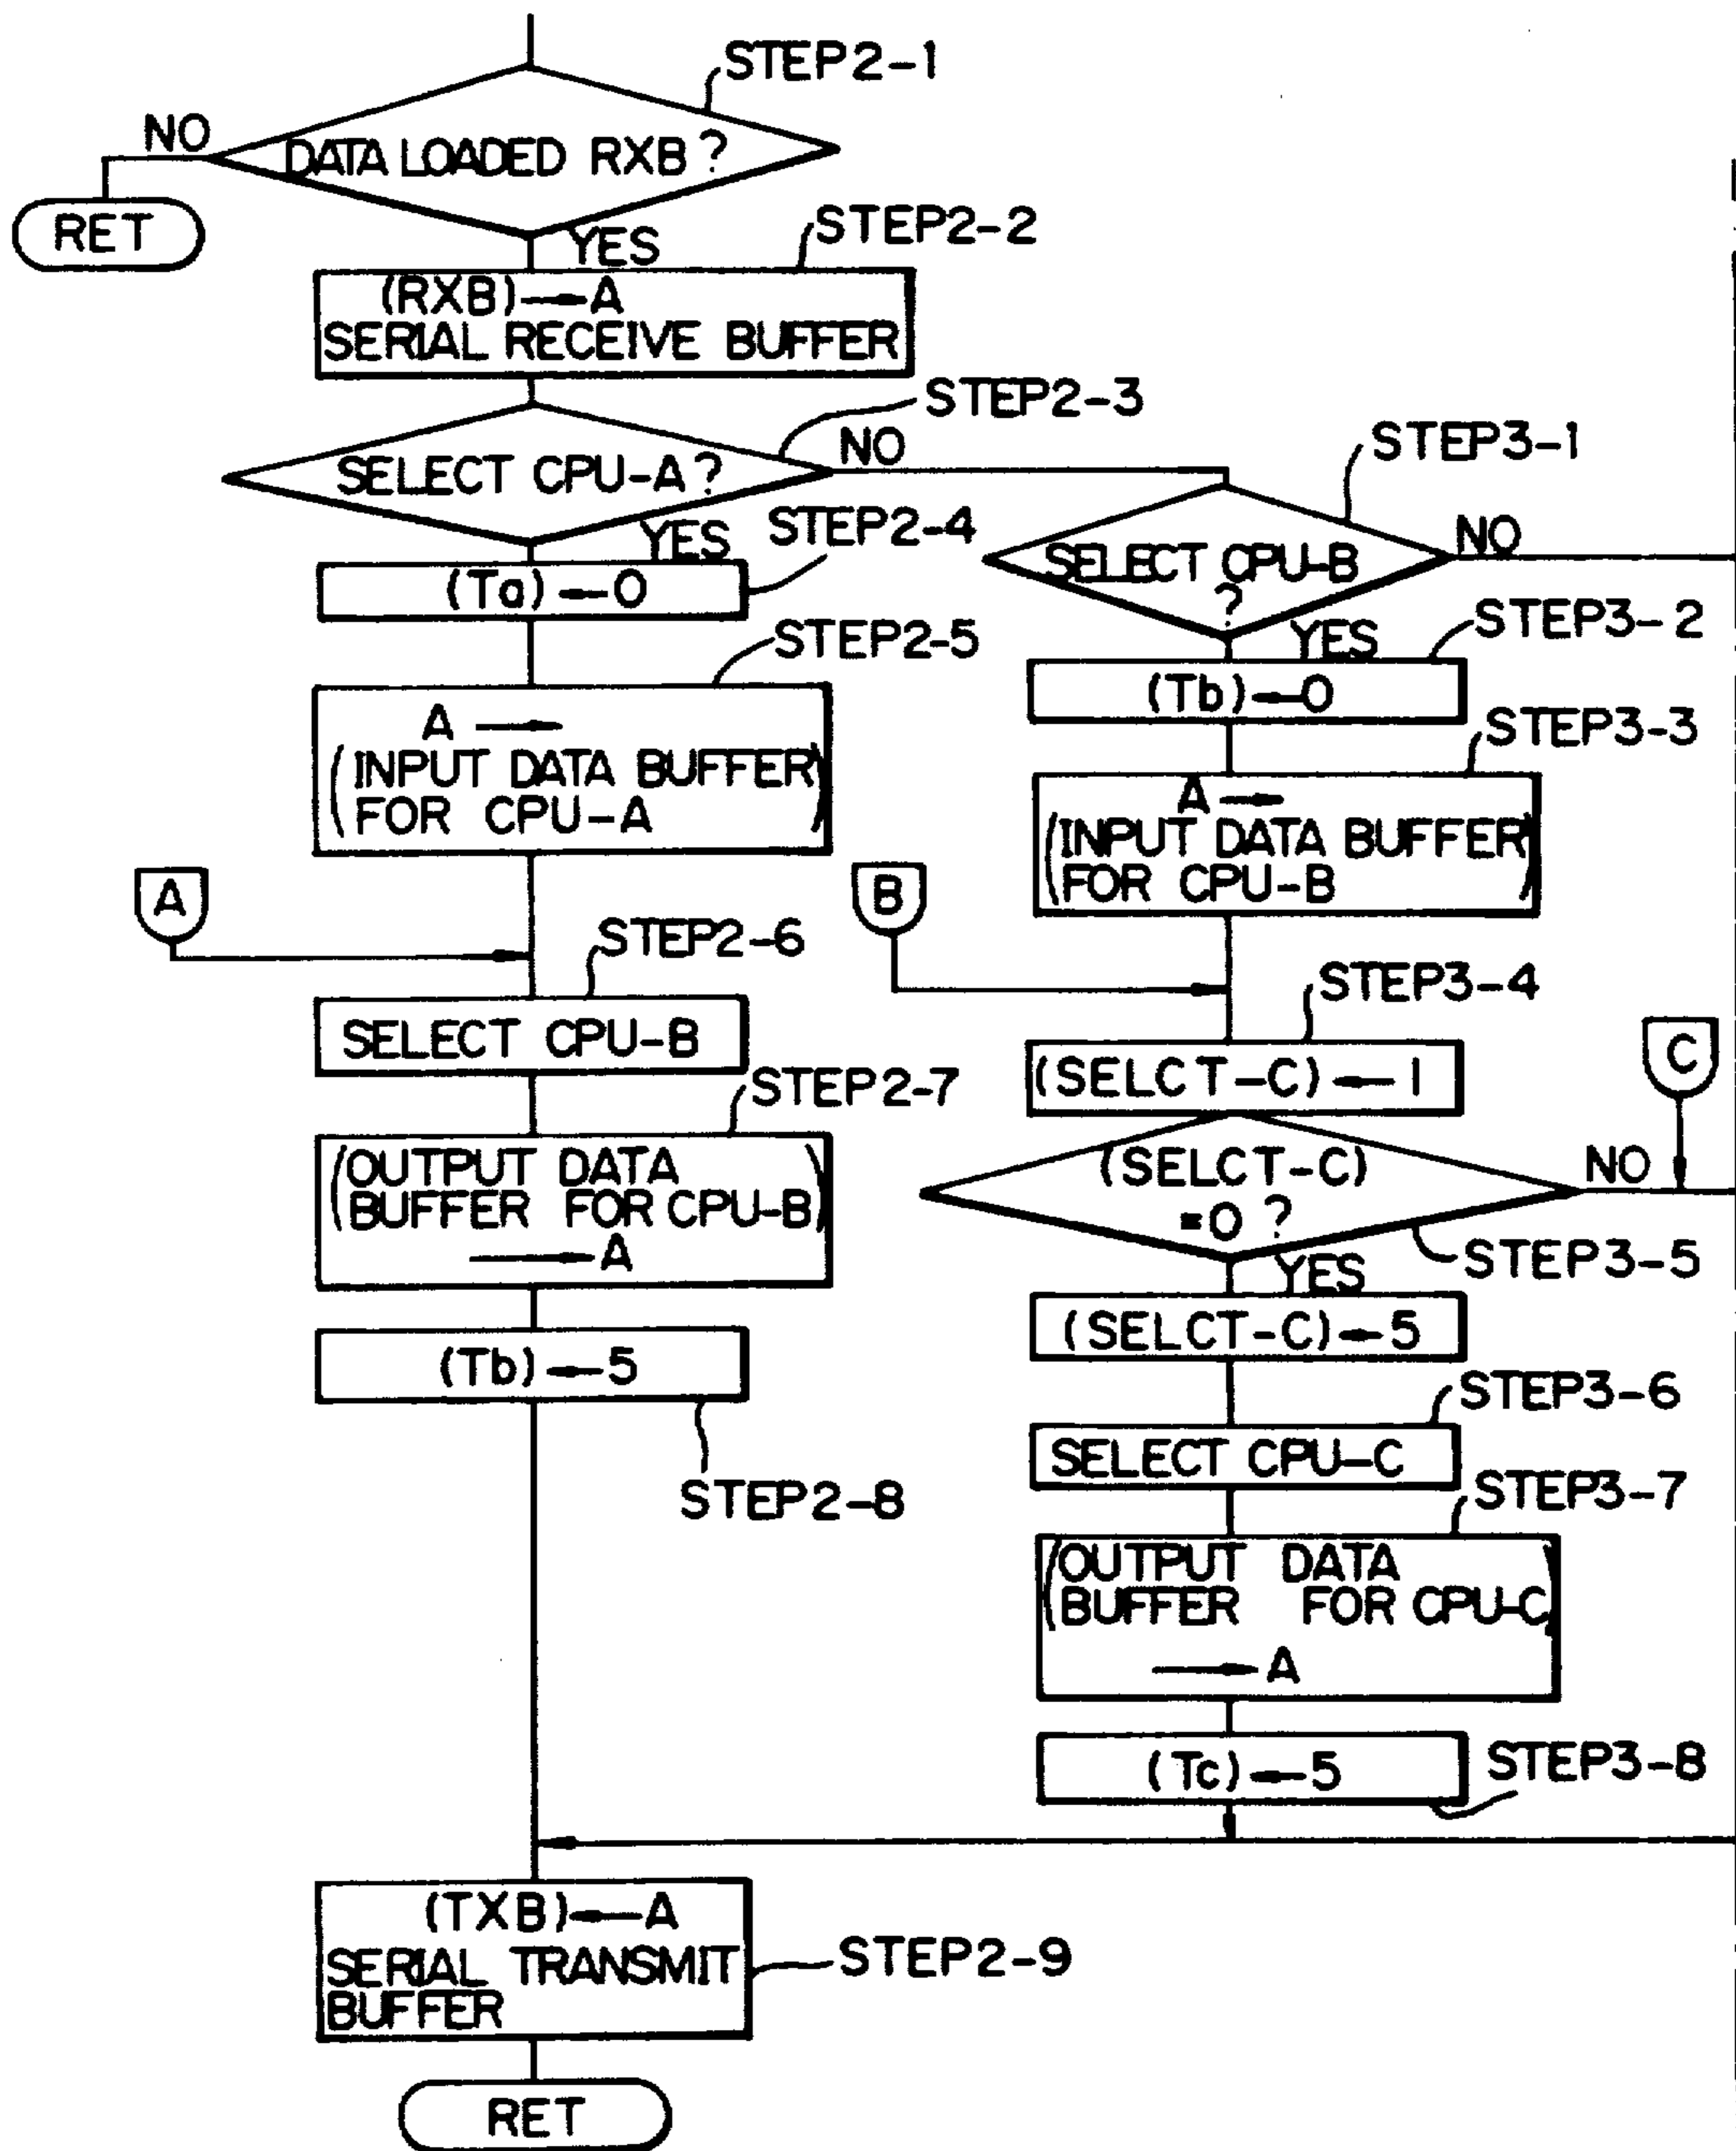 STEP2-1
NO
DATA LOADED RXB ?
RET
YES
STEP2-2
(RXB)→A
SERIAL RECEIVE BUFFER
STEP2-3
SELECT CPU-A?
NO
YES
STEP2-4
(Ta)←0
STEP2-5
A →
(INPUT DATA BUFFER
FOR CPU-A)
A
STEP2-6
SELECT CPU-B
STEP2-7
(OUTPUT DATA
BUFFER FOR CPU-B)
→A
(Tb)←5
STEP2-8
STEP3-1
SELECT CPU-B
?
NO
YES
STEP3-2
(Tb)←0
STEP3-3
A→
(INPUT DATA BUFFER
FOR CPU-B)
B
STEP3-4
(SELCT-C)←1
C
(SELCT-C)
=0 ?
NO
STEP3-5
YES
(SELCT-C)←5
STEP3-6
SELECT CPU-C
STEP3-7
(OUTPUT DATA
BUFFER FOR CPU-C)
→A
(Tc)←5
STEP3-8
(TXB)←A
SERIAL TRANSMIT
BUFFER
STEP2-9
RET